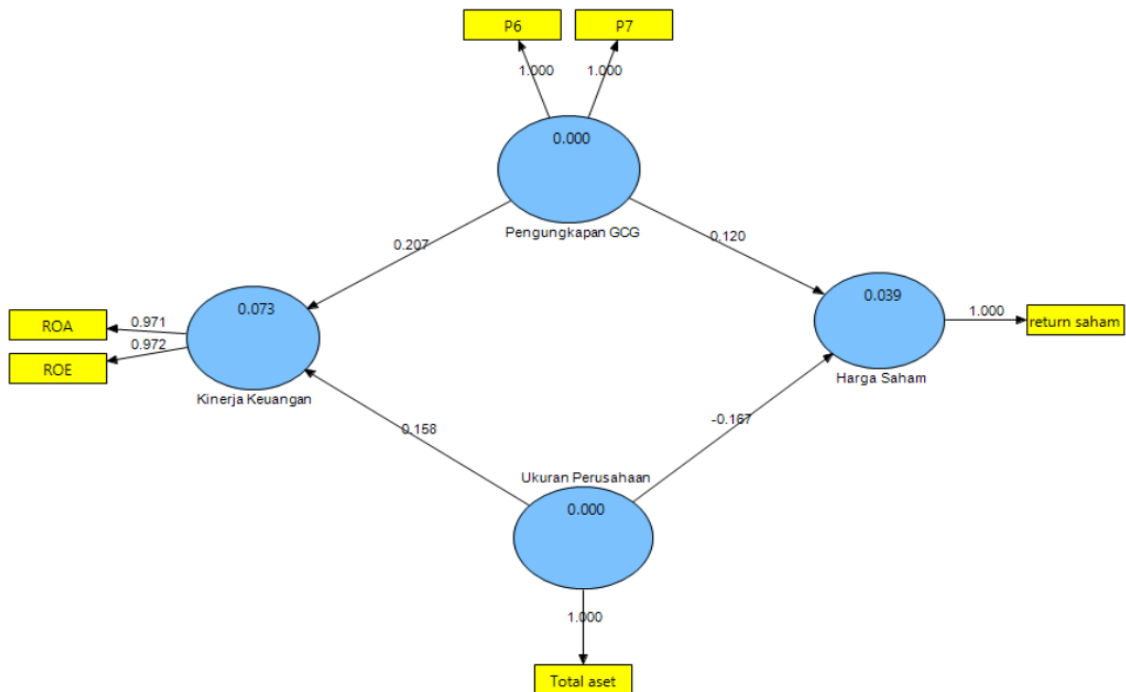 P6
P7
1.000
1.000
0.000
Pengungkapan GCG
0.207
0.120
0.073
0.039
ROA
0.971
1.000
return saham
ROE
0.972
Kinerja Keuangan
Harga Saham
0.158
-0.167
Ukuran Perusahaan
0.000
1.000
Total aset